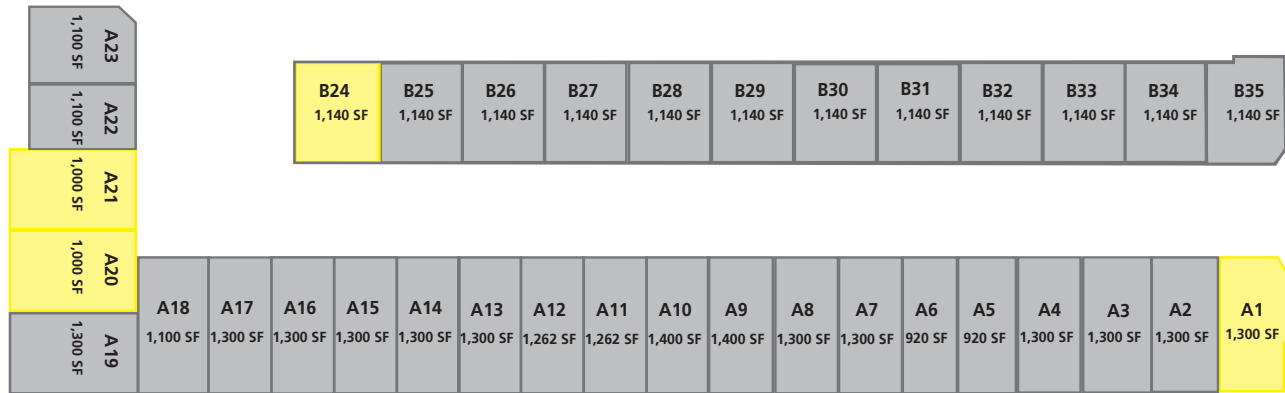 A23
1,100 SF
A22
1,100 SF
A21
1,000 SF
A20
1,000 SF
A19
1,300 SF
B24
1,140 SF
B25
1,140 SF
B26
1,140 SF
B27
1,140 SF
B28
1,140 SF
B29
1,140 SF
B30
1,140 SF
B31
1,140 SF
B32
1,140 SF
B33
1,140 SF
B34
1,140 SF
B35
1,140 SF
A18
1,100 SF
A17
1,300 SF
A16
1,300 SF
A15
1,300 SF
A14
1,300 SF
A13
1,300 SF
A12
1,262 SF
A11
1,262 SF
A10
1,400 SF
A9
1,400 SF
A8
1,300 SF
A7
1,300 SF
A6
920 SF
A5
920 SF
A4
1,300 SF
A3
1,300 SF
A2
1,300 SF
A1
1,300 SF